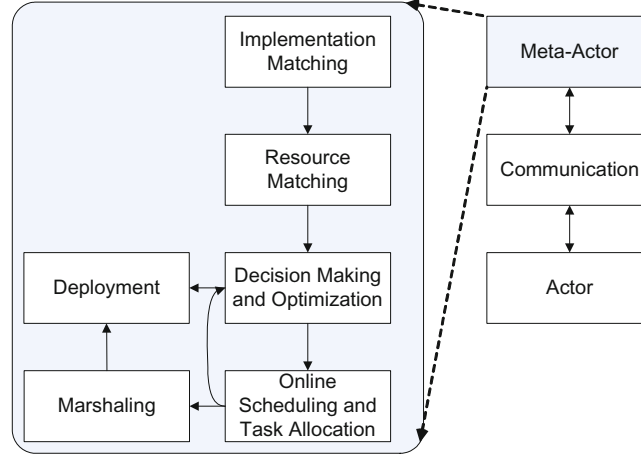 Implementation
Matching
Resource
Matching
Decision Making
and Optimization
Deployment
Online
Scheduling and
Task Allocation
Marshaling
Meta-Actor
Communication
Actor